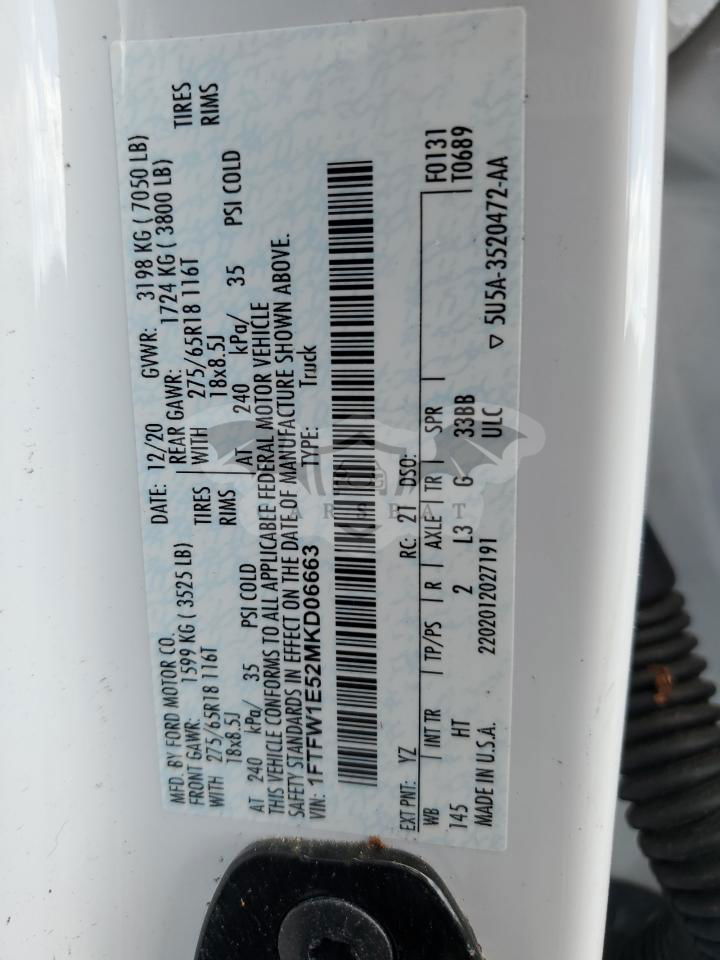 MFD. BY FORD MOTOR CO. DATE: 12/20 GVWR: 3198 KG ( 7050 LB)
FRONT GAWR: 1599 KG ( 3525 LB) REAR GAWR: 1724 KG ( 3800 LB)
WITH 275/65R18 116T TIRES WITH 275/65R18 116T TIRES
18x8.5J RIMS 18x8.5J RIMS
AT 240 kPa/ 35 PSI COLD AT 240 kPa/ 35 PSI COLD
THIS VEHICLE CONFORMS TO ALL APPLICABLE FEDERAL MOTOR VEHICLE
SAFETY STANDARDS IN EFFECT ON THE DATE OF MANUFACTURE SHOWN ABOVE.
VIN: 1FTFW1E52MKD06663 TYPE: Truck
EXT PNT: YZ RC: 21 DSO: F0131
WB INT TR TP/PS R AXLE TR SPR T0689
145 HT 2 L3 G 33BB
MADE IN U.S.A. 2202012027191 ULC
5U5A-3520472-AA
CARSBAT